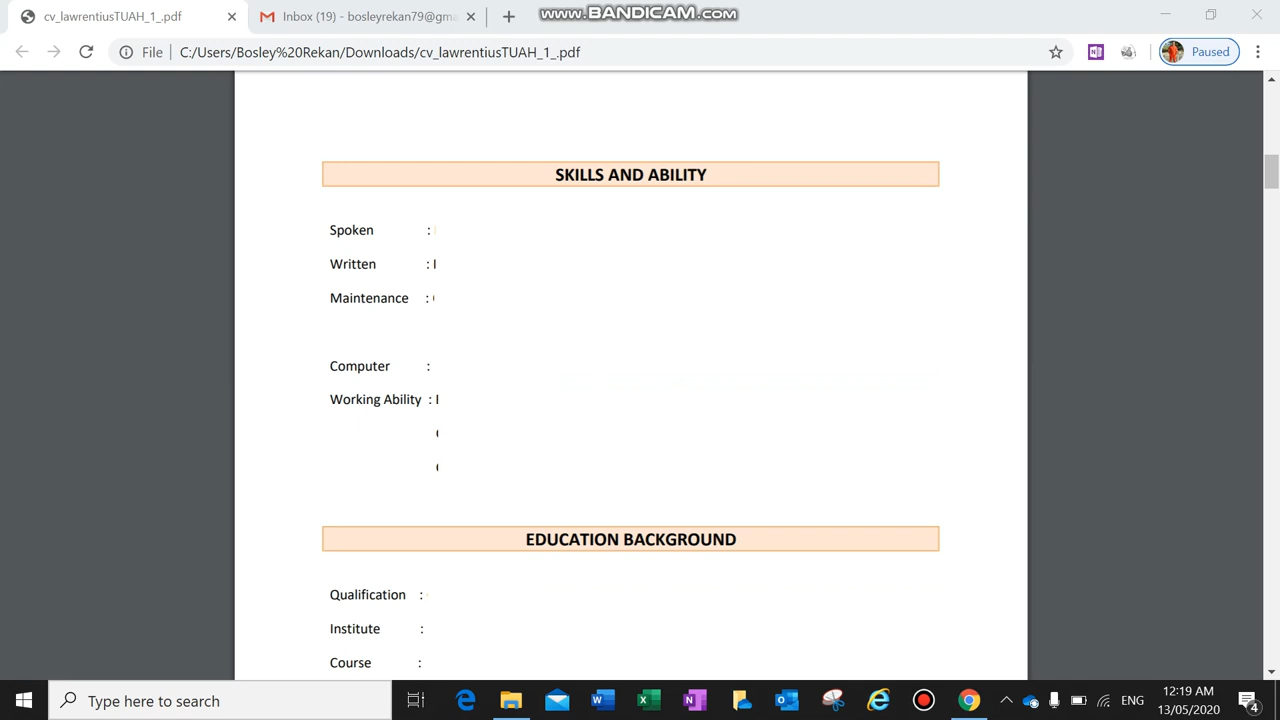 cv_lawrentiusTUAH_1_.pdf
Inbox (19) - bosleyrekan79@gma
www.BANDICAM.com
File
C:/Users/Bosley%20Rekan/Downloads/cv_lawrentiusTUAH_1_.pdf
Paused
SKILLS AND ABILITY
Spoken :
Written :
Maintenance :
Computer :
Working Ability :
EDUCATION BACKGROUND
Qualification :
Institute :
Course :
Type here to search
ENG
12:19 AM
13/05/2020
4